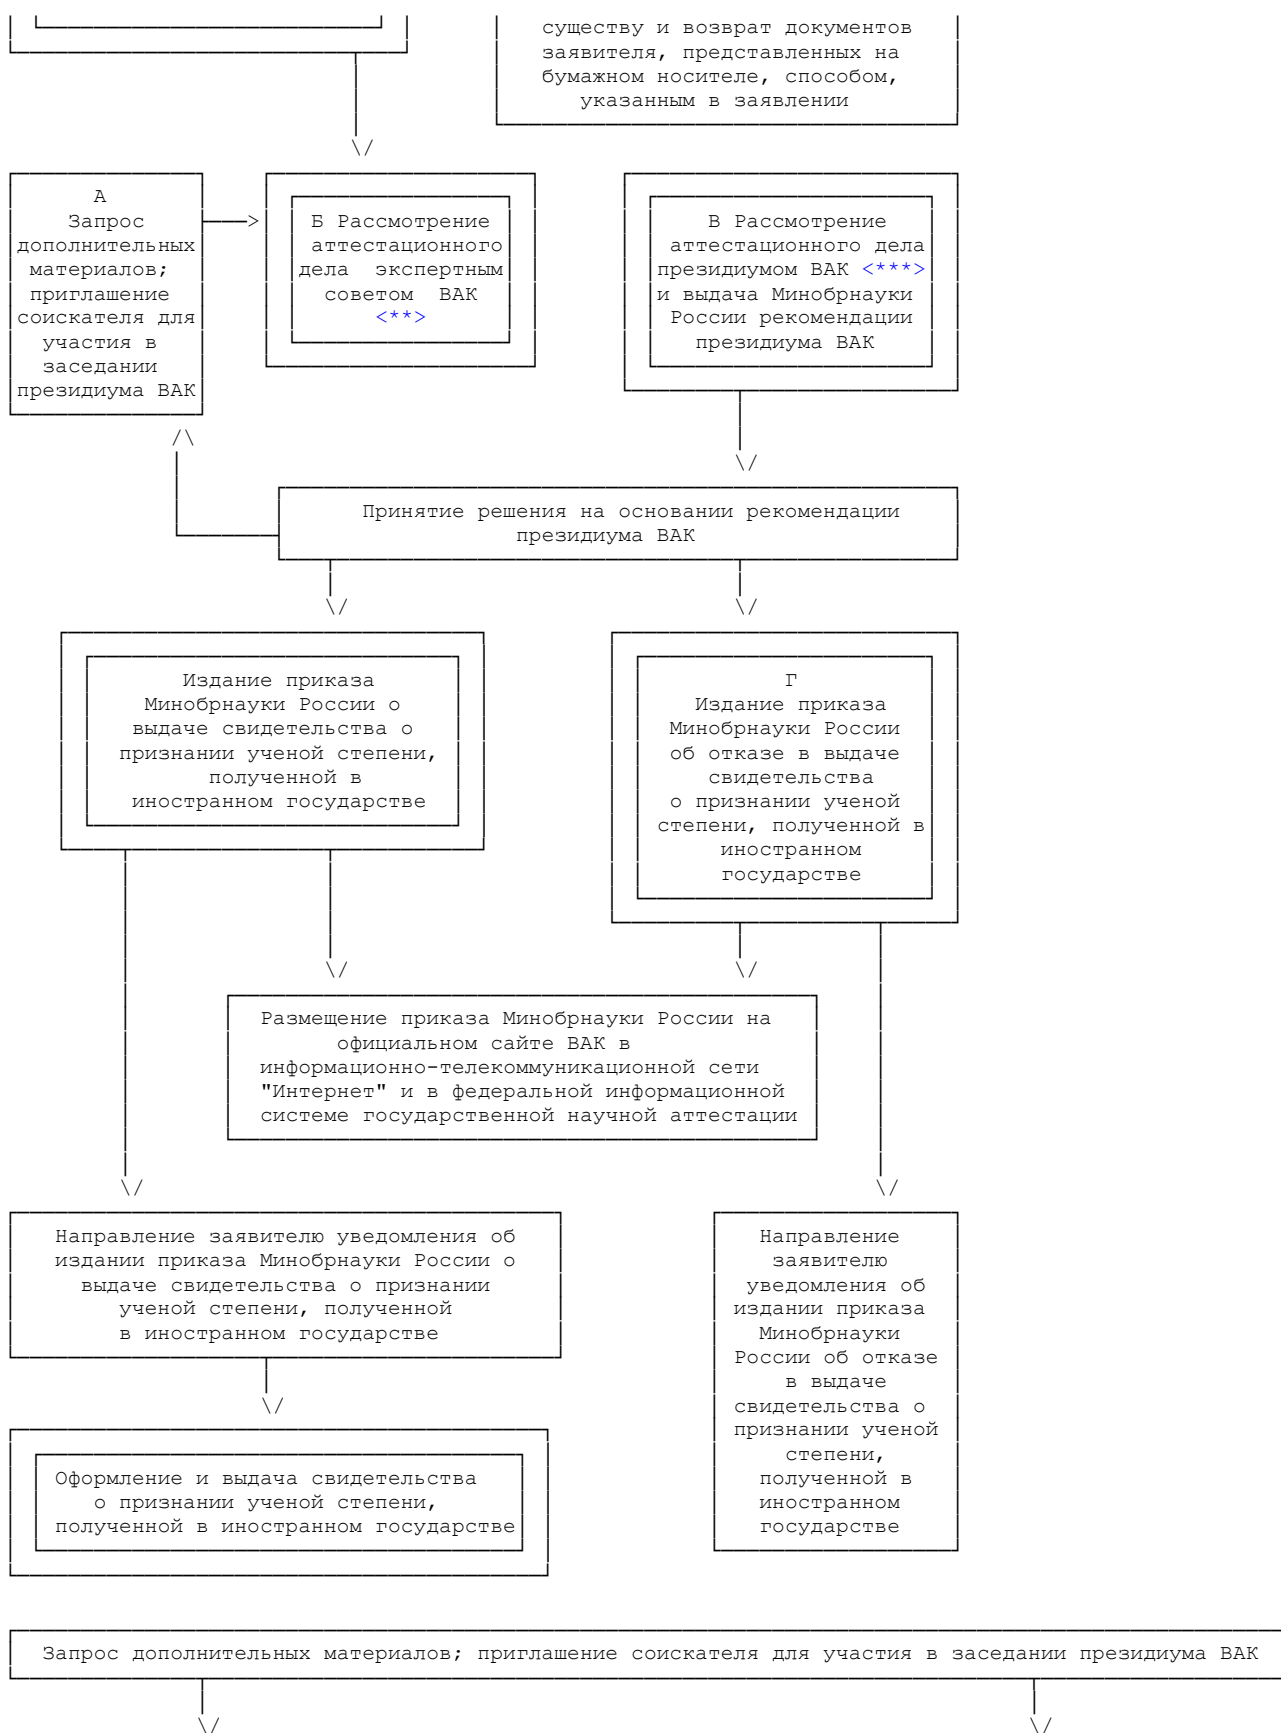 существу и возврат документов
заявителя, представленных на
бумажном носителе, способом,
указанным в заявлении
А
Запрос
дополнительных
материалов;
приглашение
соискателя для
участия в
заседании
президиума ВАК
Б Рассмотрение
аттестационного
дела экспертным
советом ВАК
<**>
В Рассмотрение
аттестационного дела
президиумом ВАК <***>
и выдача Минобрнауки
России рекомендации
президиума ВАК
Принятие решения на основании рекомендации
президиума ВАК
Издание приказа
Минобрнауки России о
выдаче свидетельства о
признании ученой степени,
полученной в
иностранном государстве
Г
Издание приказа
Минобрнауки России
об отказе в выдаче
свидетельства
о признании ученой
степени, полученной в
иностранном
государстве
Размещение приказа Минобрнауки России на
официальном сайте ВАК в
информационно-телекоммуникационной сети
"Интернет" и в федеральной информационной
системе государственной научной аттестации
Направление заявителю уведомления об
издании приказа Минобрнауки России о
выдаче свидетельства о признании
ученой степени, полученной
в иностранном государстве
Направление
заявителю
уведомления об
издании приказа
Минобрнауки
России об отказе
в выдаче
свидетельства о
признании ученой
степени,
полученной в
иностранном
государстве
Оформление и выдача свидетельства
о признании ученой степени,
полученной в иностранном государстве
Запрос дополнительных материалов; приглашение соискателя для участия в заседании президиума ВАК